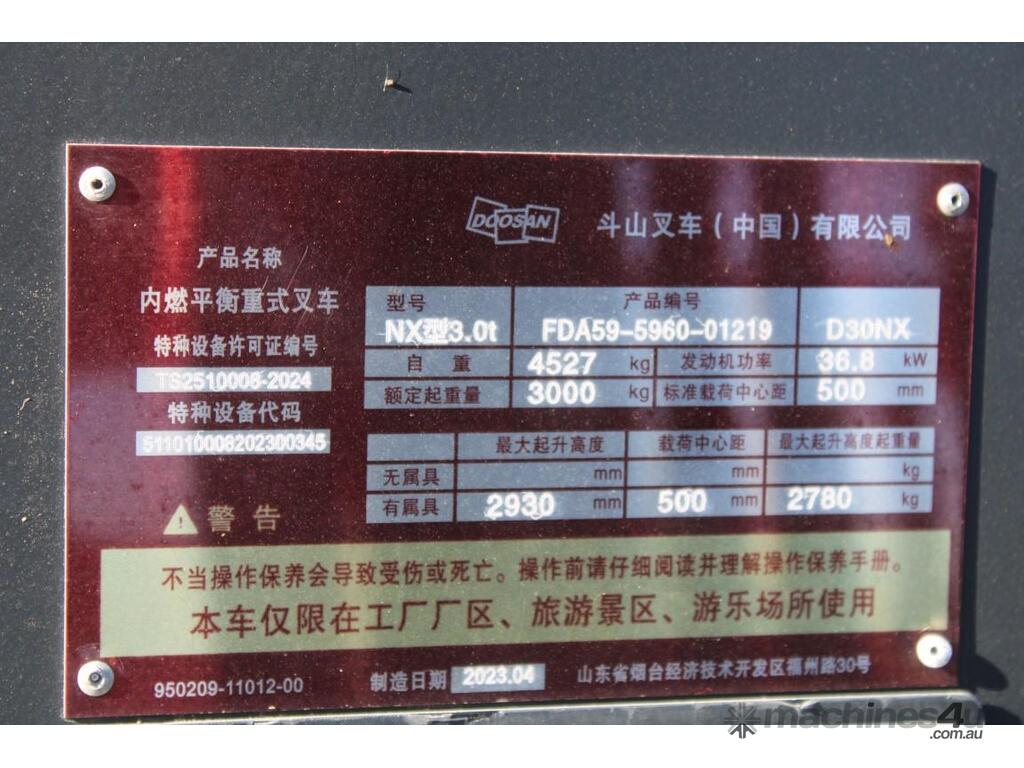 DOOSAN 斗山叉车（中国）有限公司
产品名称
内燃平衡重式叉车
特种设备许可证编号
TS2510008-2024
特种设备代码
511010008202300345
型号 产品编号
NX型3.0t FDA59-5960-01219 D30NX
自重 4527 kg 发动机功率 36.8 kW
额定起重量 3000 kg 标准载荷中心距 500 mm
最大起升高度 载荷中心距 最大起升高度起重量
无属具 mm mm kg
有属具 2930 mm 500 mm 2780 kg
警告
不当操作保养会导致受伤或死亡。操作前请仔细阅读并理解操作保养手册。
本车仅限在工厂厂区、旅游景区、游乐场所使用
950209-11012-00 制造日期 2023.04 山东省烟台经济技术开发区福州路30号
machines4u
.com.au